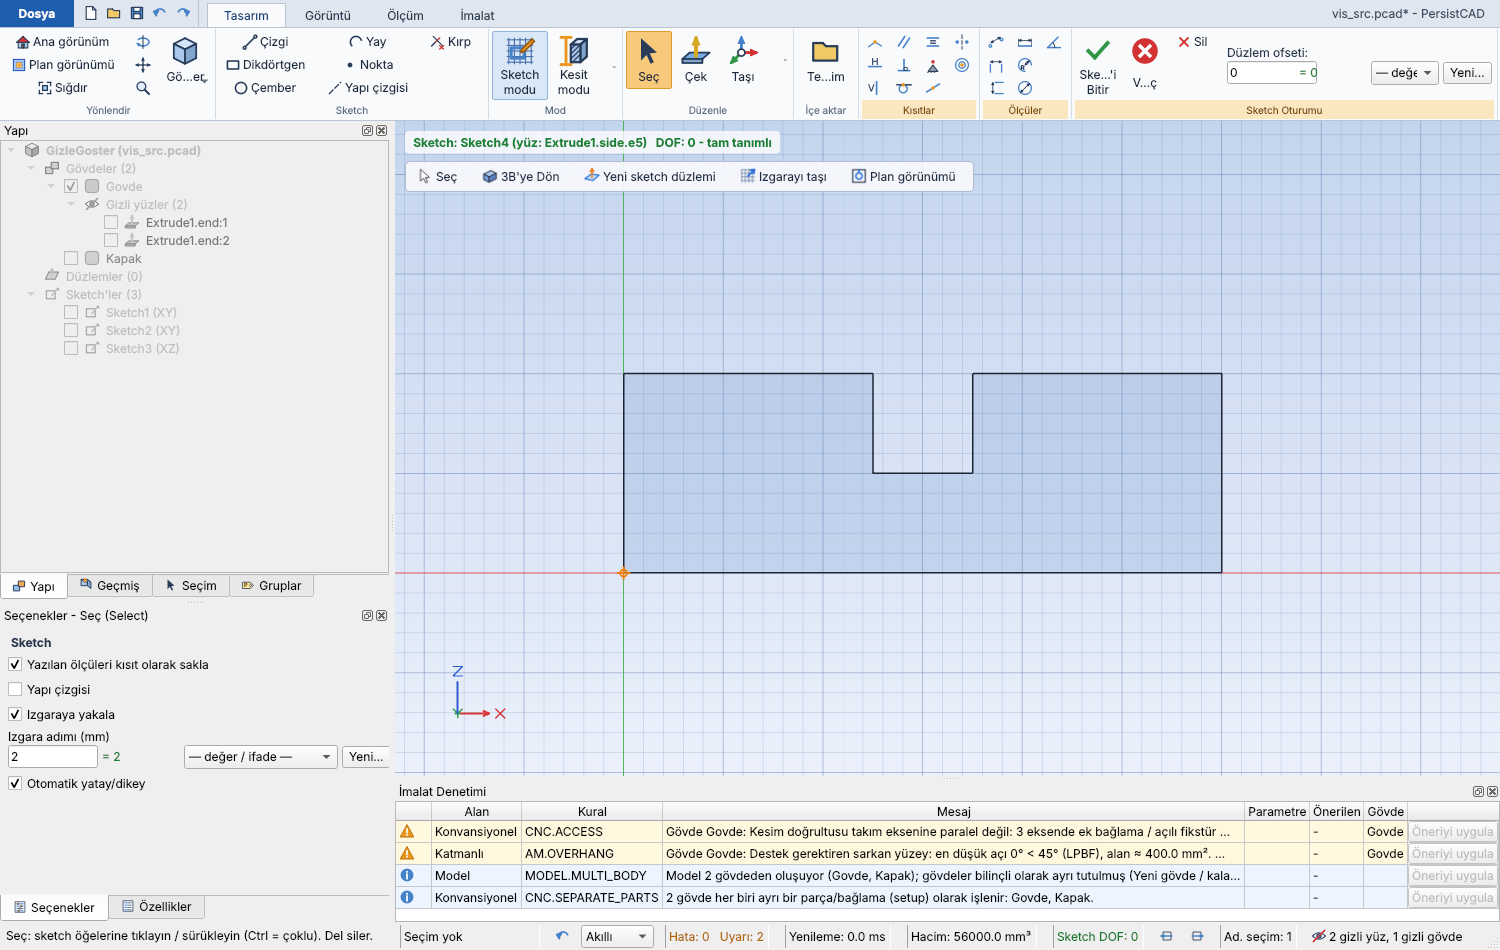 Dosya
Tasarım
Görüntü
Ölçüm
İmalat
vis_src.pcad* - PersistCAD
Ana görünüm
Plan görünümü
Sığdır
Gö...er
Yönlendir
Çizgi
Dikdörtgen
Çember
Yay
Nokta
Yapı çizgisi
Kırp
Sketch
Sketch modu
Kesit modu
Mod
Seç
Çek
Taşı
Düzenle
Te...im
İçe aktar
Kısıtlar
Ölçüler
Ske...'i Bitir
V...ç
Sil
Düzlem ofseti:
0 = 0
— değe
Yeni...
Sketch Oturumu
Yapı
GizleGoster (vis_src.pcad)
Gövdeler (2)
Govde
Gizli yüzler (2)
Extrude1.end:1
Extrude1.end:2
Kapak
Düzlemler (0)
Sketch'ler (3)
Sketch1 (XY)
Sketch2 (XY)
Sketch3 (XZ)
Yapı
Geçmiş
Seçim
Gruplar
Seçenekler - Seç (Select)
Sketch
Yazılan ölçüleri kısıt olarak sakla
Yapı çizgisi
Izgaraya yakala
Izgara adımı (mm)
2 = 2
— değer / ifade —
Yeni...
Otomatik yatay/dikey
Seçenekler
Özellikler
Sketch: Sketch4 (yüz: Extrude1.side.e5) DOF: 0 - tam tanımlı
Seç
3B'ye Dön
Yeni sketch düzlemi
Izgarayı taşı
Plan görünümü
Z
X
İmalat Denetimi
Alan Kural Mesaj Parametre Önerilen Gövde
Konvansiyonel CNC.ACCESS Gövde Govde: Kesim doğrultusu takım eksenine paralel değil: 3 eksende ek bağlama / açılı fikstür ... - Govde Öneriyi uygula
Katmanlı AM.OVERHANG Gövde Govde: Destek gerektiren sarkan yüzey: en düşük açı 0° < 45° (LPBF), alan ≈ 400.0 mm². ... - Govde Öneriyi uygula
Model MODEL.MULTI_BODY Model 2 gövdeden oluşuyor (Govde, Kapak); gövdeler bilinçli olarak ayrı tutulmuş (Yeni gövde / kala... - Öneriyi uygula
Konvansiyonel CNC.SEPARATE_PARTS 2 gövde her biri ayrı bir parça/bağlama (setup) olarak işlenir: Govde, Kapak. - Öneriyi uygula
Seç: sketch öğelerine tıklayın / sürükleyin (Ctrl = çoklu). Del siler.
Seçim yok
Akıllı
Hata: 0 Uyarı: 2
Yenileme: 0.0 ms
Hacim: 56000.0 mm³
Sketch DOF: 0
Ad. seçim: 1
2 gizli yüz, 1 gizli gövde